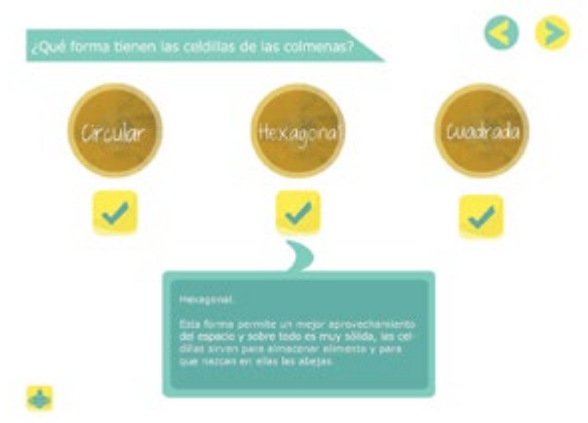 ¿Qué forma tienen las celdillas de las colmenas?
Circular
Hexagonal
Cuadrada
Hexagonal.
Esta forma permite un mejor aprovechamiento
del espacio y sobre todo es muy sólida, las cel-
dillas sirven para almacenar alimento y para
que nazcan en ellas las abejas.